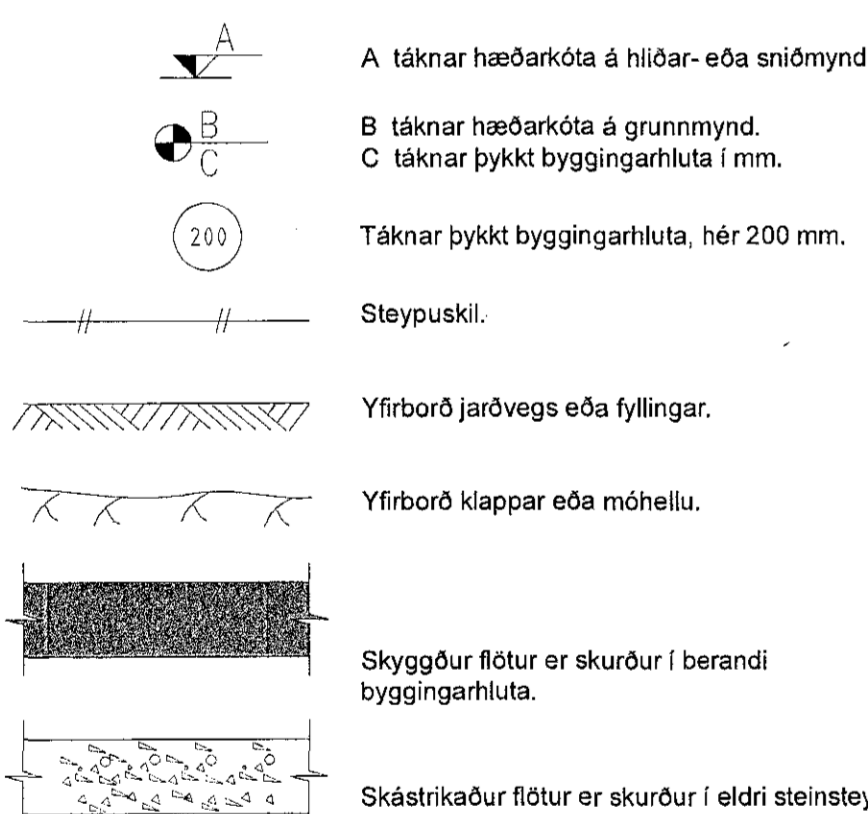 A
A táknar hæðarkóta á hliðar- eða sniðmynd
B
C
B táknar hæðarkóta á grunnmynd.
C táknar þykkt byggingarhluta í mm.
200
Táknar þykkt byggingarhluta, hér 200 mm.
Steypuskil.
Yfirborð jarðvegs eða fyllingar.
Yfirborð klappar eða móhellu.
Skyggður flötur er skurður í berandi
byggingarhluta.
Skástrikaður flötur er skurður í eldri